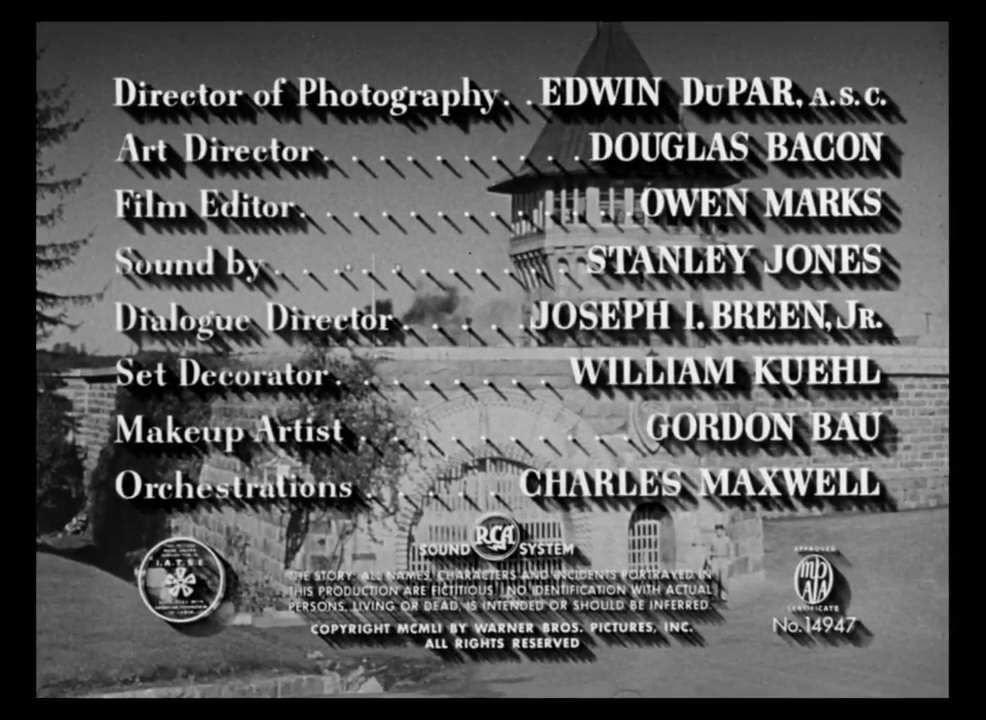 Director of Photography. . EDWIN DuPAR, A.S.C.
Art Director. . . . . . . . . . DOUGLAS BACON
Film Editor. . . . . . . . . . . . OWEN MARKS
Sound by . . . . . . . . . . . STANLEY JONES
Dialogue Director . . . . . JOSEPH I. BREEN, JR.
Set Decorator . . . . . . . . WILLIAM KUEHL
Makeup Artist . . . . . . . . . . GORDON BAU
Orchestrations . . . . . CHARLES MAXWELL
SOUND RCA SYSTEM
I.A.T.S.E
THE STORY, ALL NAMES, CHARACTERS AND INCIDENTS PORTRAYED IN
THIS PRODUCTION ARE FICTITIOUS. NO IDENTIFICATION WITH ACTUAL
PERSONS, LIVING OR DEAD, IS INTENDED OR SHOULD BE INFERRED.
COPYRIGHT MCMLI BY WARNER BROS. PICTURES, INC.
ALL RIGHTS RESERVED
APPROVED
MPAA
CERTIFICATE
No. 14947